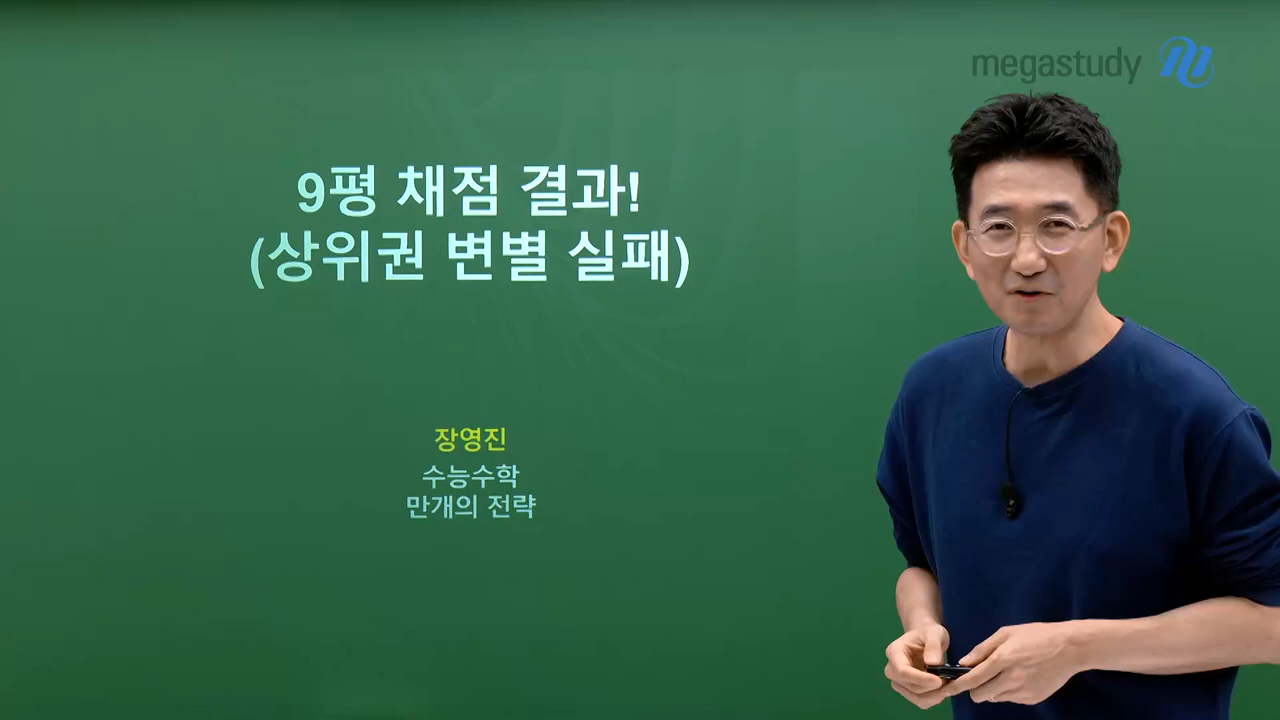 megastudy
9평 채점 결과!
(상위권 변별 실패)
장영진
수능수학
만개의 전략